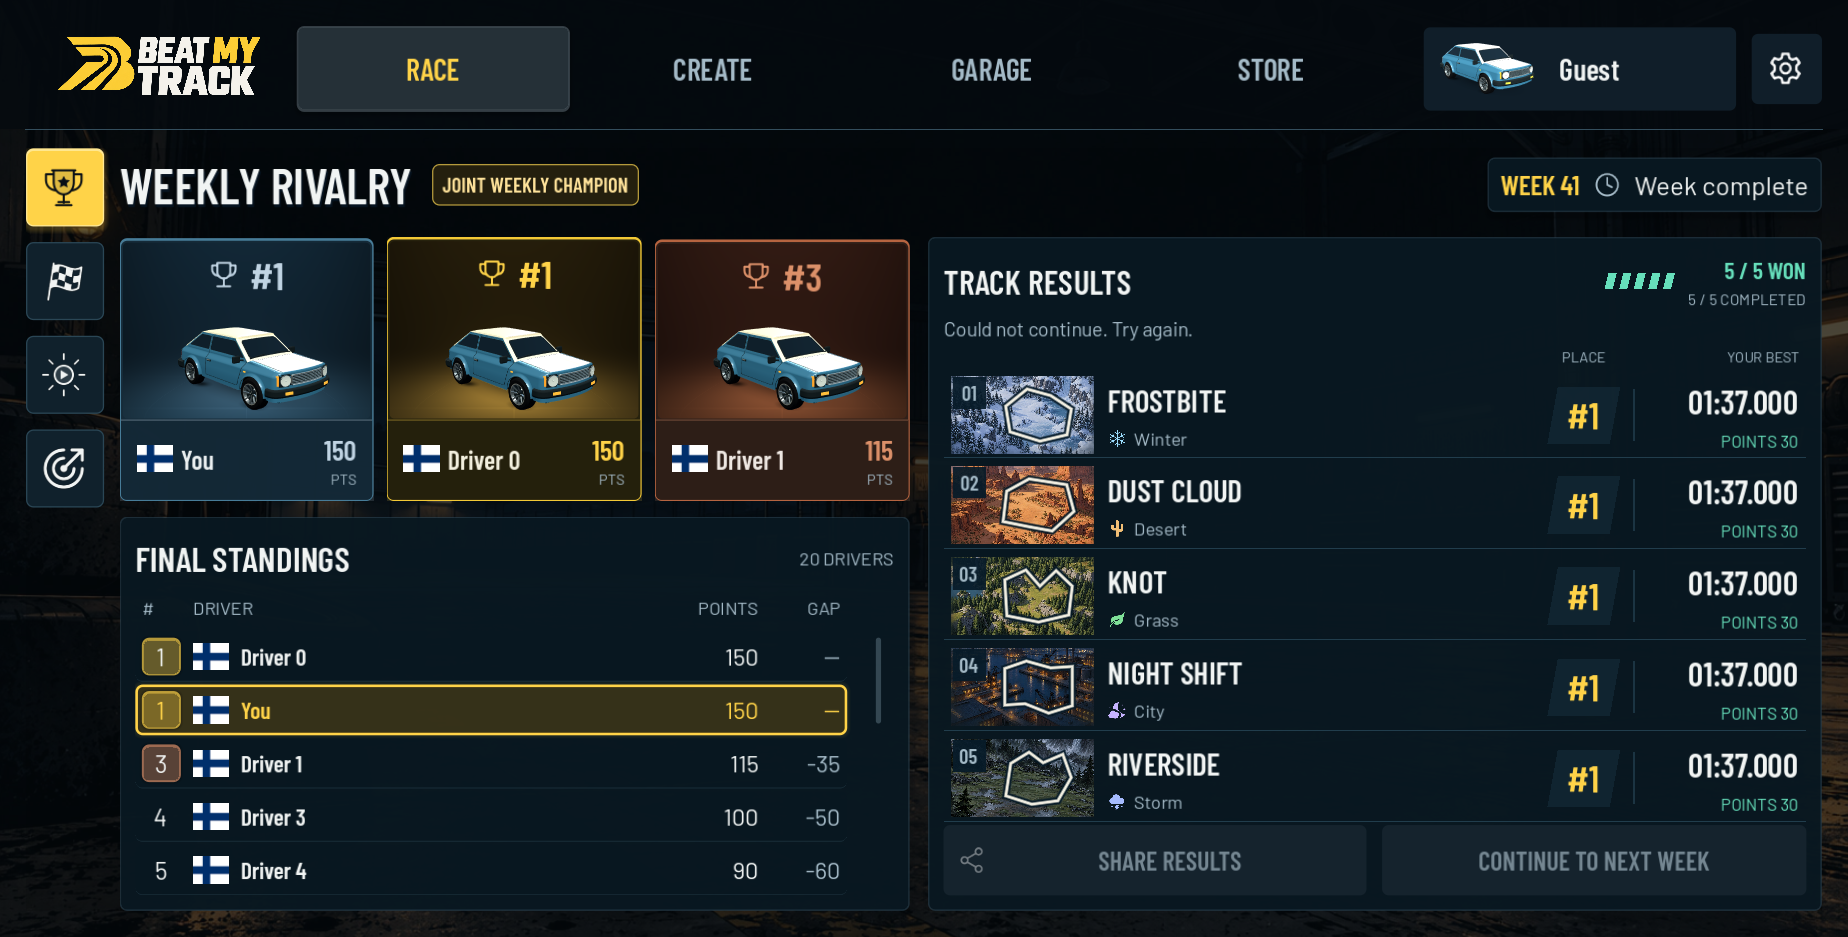 BEAT MY
TRACK
RACE
CREATE
GARAGE
STORE
Guest
WEEKLY RIVALRY
JOINT WEEKLY CHAMPION
WEEK 41
Week complete
#1
You
150
PTS
#1
Driver 0
150
PTS
#3
Driver 1
115
PTS
FINAL STANDINGS
20 DRIVERS
# DRIVER POINTS GAP
1 Driver 0 150 –
1 You 150 –
3 Driver 1 115 -35
4 Driver 3 100 -50
5 Driver 4 90 -60
TRACK RESULTS
5 / 5 WON
5 / 5 COMPLETED
Could not continue. Try again.
PLACE YOUR BEST
01 FROSTBITE #1 01:37.000
Winter POINTS 30
02 DUST CLOUD #1 01:37.000
Desert POINTS 30
03 KNOT #1 01:37.000
Grass POINTS 30
04 NIGHT SHIFT #1 01:37.000
City POINTS 30
05 RIVERSIDE #1 01:37.000
Storm POINTS 30
SHARE RESULTS
CONTINUE TO NEXT WEEK